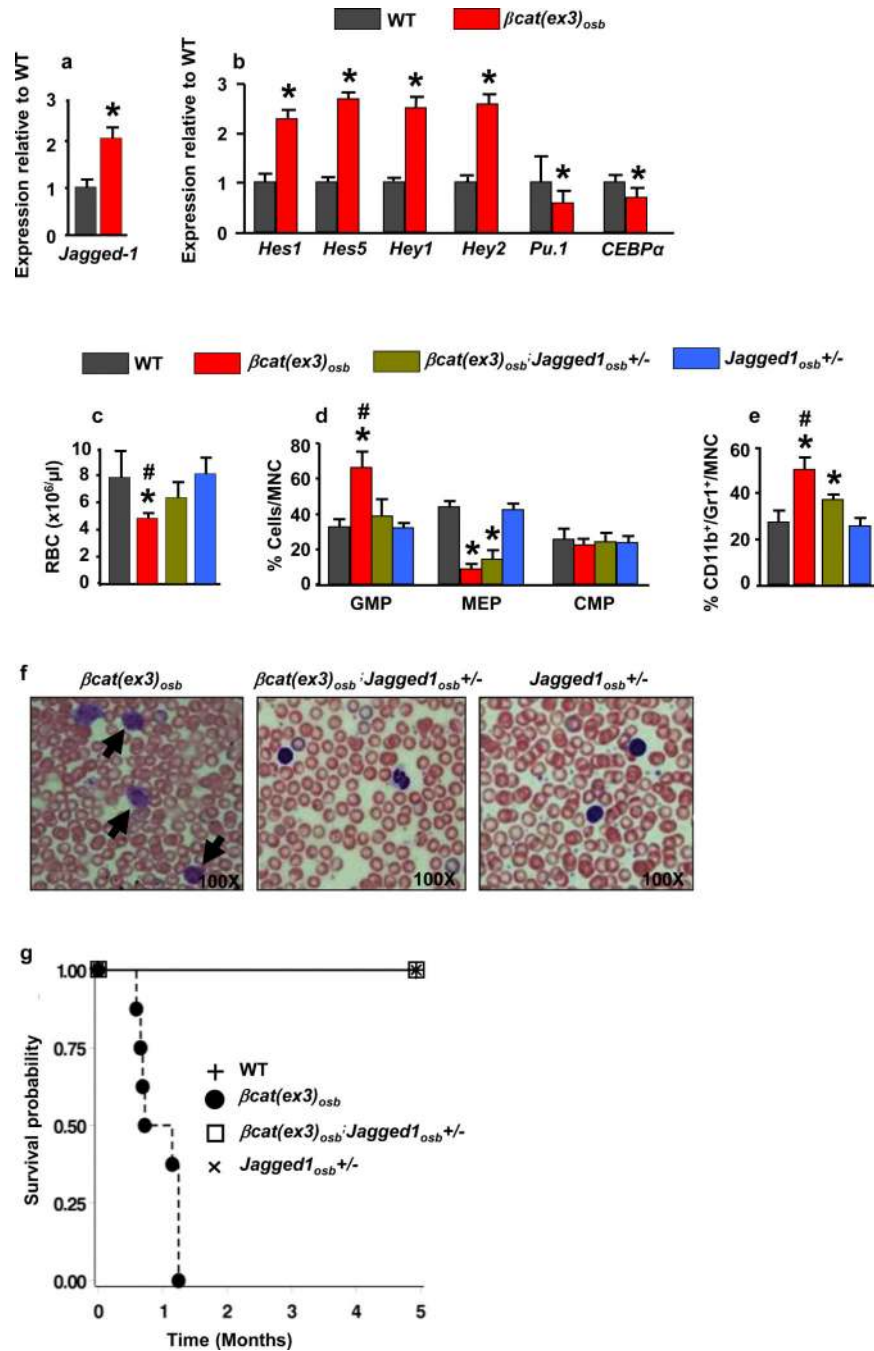 WT βcat(ex3)osb
a
Expression relative to WT
3
2
1
0
*
Jagged-1
b
Expression relative to WT
3
2
1
0
* * * * * *
Hes1 Hes5 Hey1 Hey2 Pu.1 CEBPα
WT βcat(ex3)osb βcat(ex3)osb;Jagged1osb+/- Jagged1osb+/-
c
RBC (x10⁶/µl)
10
8
6
4
2
0
#
*
d
% Cells/MNC
80
60
40
20
0
#
*
* *
GMP MEP CMP
e
% CD11b⁺/Gr1⁺/MNC
60
40
20
0
#
*
*
f
βcat(ex3)osb βcat(ex3)osb;Jagged1osb+/- Jagged1osb+/-
100X 100X 100X
g
Survival probability
1.00
0.75
0.50
0.25
0.00
WT
βcat(ex3)osb
βcat(ex3)osb;Jagged1osb+/-
Jagged1osb+/-
0 1 2 3 4 5
Time (Months)